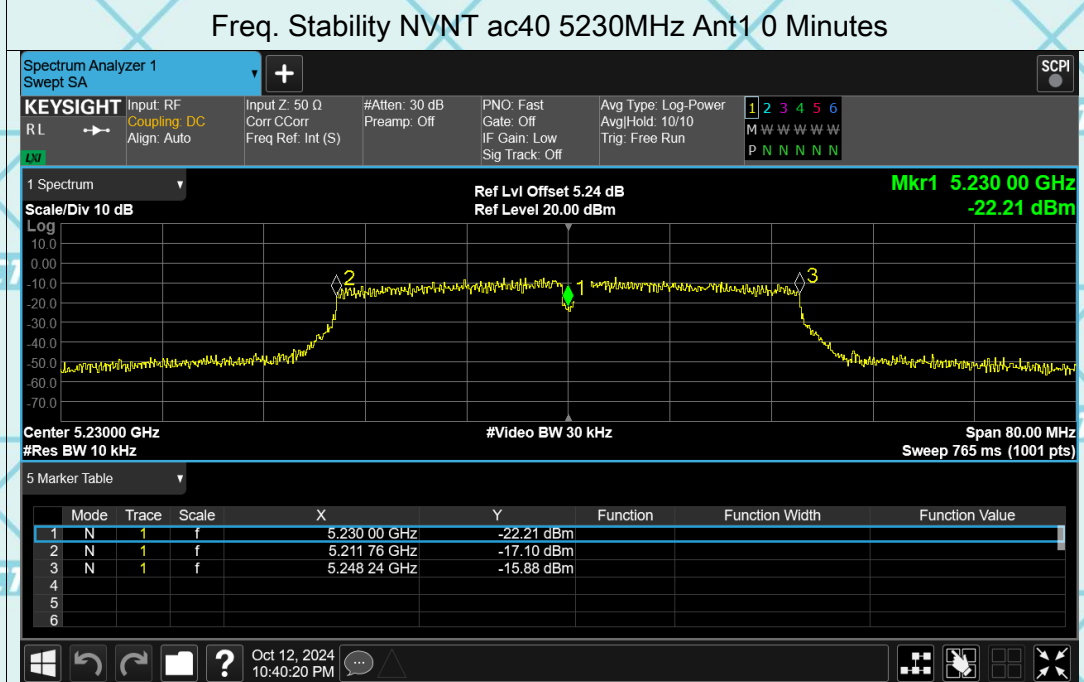 Freq. Stability NVNT ac40 5230MHz Ant1 0 Minutes
Spectrum Analyzer 1
Swept SA
+
SCPI
KEYSIGHT
RL
LXI
Input: RF
Coupling: DC
Align: Auto
Input Z: 50 Ω
Corr CCorr
Freq Ref: Int (S)
#Atten: 30 dB
Preamp: Off
PNO: Fast
Gate: Off
IF Gain: Low
Sig Track: Off
Avg Type: Log-Power
Avg|Hold: 10/10
Trig: Free Run
1 2 3 4 5 6
M W W W W W
P N N N N N
1 Spectrum
Scale/Div 10 dB
Ref Lvl Offset 5.24 dB
Ref Level 20.00 dBm
Mkr1 5.230 00 GHz
-22.21 dBm
Log
10.0
0.00
-10.0
-20.0
-30.0
-40.0
-50.0
-60.0
-70.0
2
1
3
Center 5.23000 GHz
#Video BW 30 kHz
Span 80.00 MHz
#Res BW 10 kHz
Sweep 765 ms (1001 pts)
5 Marker Table
Mode Trace Scale X Y Function Function Width Function Value
1 N 1 f 5.230 00 GHz -22.21 dBm
2 N 1 f 5.211 76 GHz -17.10 dBm
3 N 1 f 5.248 24 GHz -15.88 dBm
4
5
6
?
Oct 12, 2024
10:40:20 PM